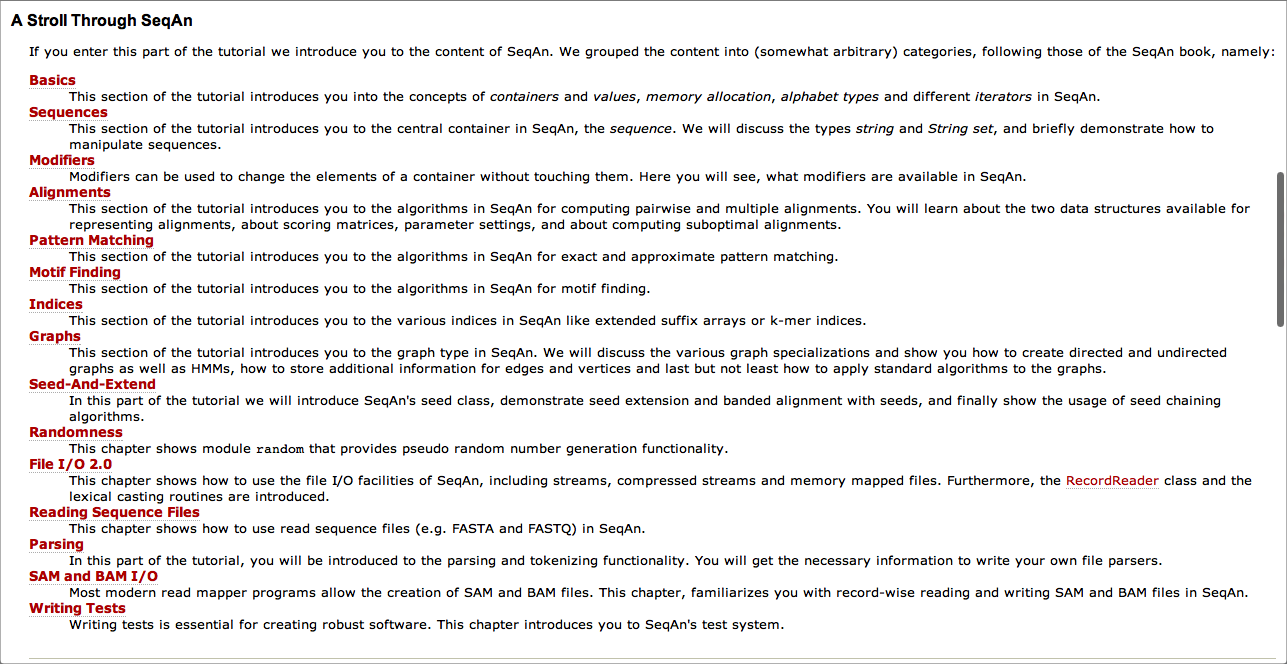 A Stroll Through SeqAn
If you enter this part of the tutorial we introduce you to the content of SeqAn. We grouped the content into (somewhat arbitrary) categories, following those of the SeqAn book, namely:
Basics
This section of the tutorial introduces you into the concepts of containers and values, memory allocation, alphabet types and different iterators in SeqAn.
Sequences
This section of the tutorial introduces you to the central container in SeqAn, the sequence. We will discuss the types string and String set, and briefly demonstrate how to
manipulate sequences.
Modifiers
Modifiers can be used to change the elements of a container without touching them. Here you will see, what modifiers are available in SeqAn.
Alignments
This section of the tutorial introduces you to the algorithms in SeqAn for computing pairwise and multiple alignments. You will learn about the two data structures available for
representing alignments, about scoring matrices, parameter settings, and about computing suboptimal alignments.
Pattern Matching
This section of the tutorial introduces you to the algorithms in SeqAn for exact and approximate pattern matching.
Motif Finding
This section of the tutorial introduces you to the algorithms in SeqAn for motif finding.
Indices
This section of the tutorial introduces you to the various indices in SeqAn like extended suffix arrays or k-mer indices.
Graphs
This section of the tutorial introduces you to the graph type in SeqAn. We will discuss the various graph specializations and show you how to create directed and undirected
graphs as well as HMMs, how to store additional information for edges and vertices and last but not least how to apply standard algorithms to the graphs.
Seed-And-Extend
In this part of the tutorial we will introduce SeqAn's seed class, demonstrate seed extension and banded alignment with seeds, and finally show the usage of seed chaining
algorithms.
Randomness
This chapter shows module random that provides pseudo random number generation functionality.
File I/O 2.0
This chapter shows how to use the file I/O facilities of SeqAn, including streams, compressed streams and memory mapped files. Furthermore, the RecordReader class and the
lexical casting routines are introduced.
Reading Sequence Files
This chapter shows how to use read sequence files (e.g. FASTA and FASTQ) in SeqAn.
Parsing
In this part of the tutorial, you will be introduced to the parsing and tokenizing functionality. You will get the necessary information to write your own file parsers.
SAM and BAM I/O
Most modern read mapper programs allow the creation of SAM and BAM files. This chapter, familiarizes you with record-wise reading and writing SAM and BAM files in SeqAn.
Writing Tests
Writing tests is essential for creating robust software. This chapter introduces you to SeqAn's test system.